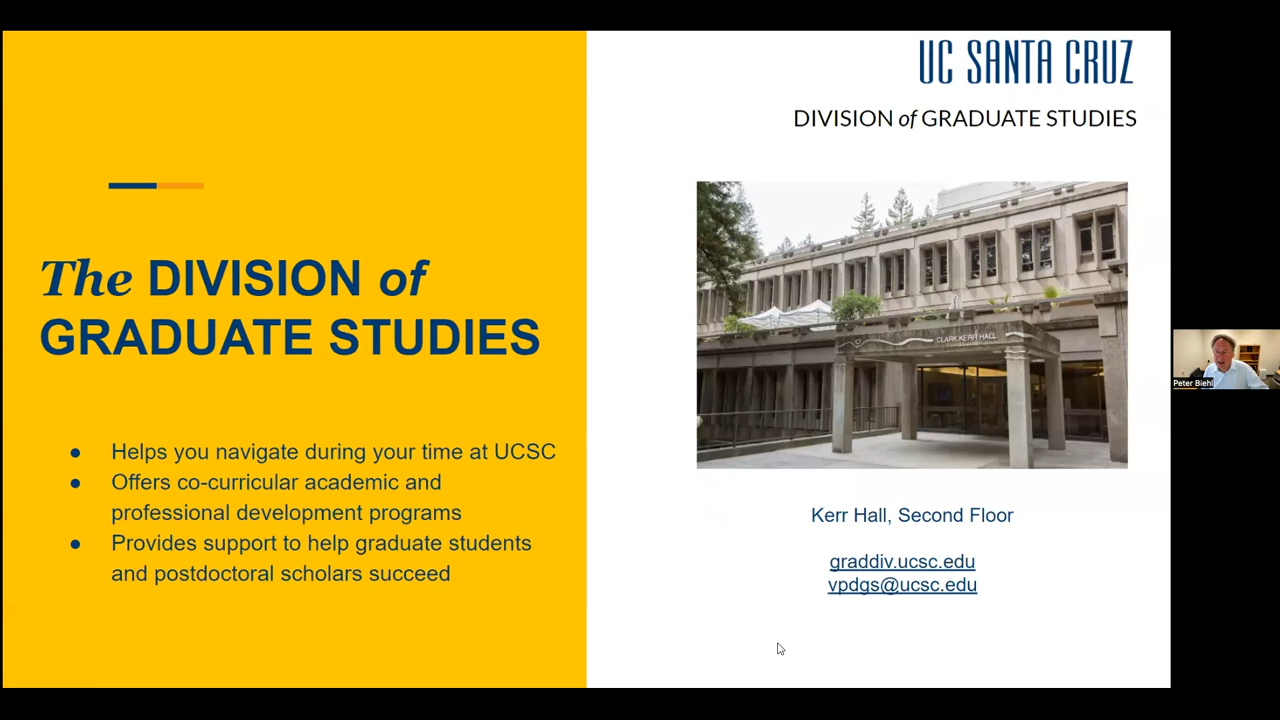 UC SANTA CRUZ
DIVISION of GRADUATE STUDIES
The DIVISION of
GRADUATE STUDIES
● Helps you navigate during your time at UCSC
● Offers co-curricular academic and
professional development programs
● Provides support to help graduate students
and postdoctoral scholars succeed
CLARK KERR HALL
Kerr Hall, Second Floor
graddiv.ucsc.edu
vpdgs@ucsc.edu
Peter Biehl